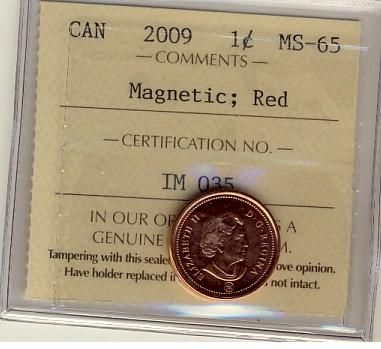 CAN 2009 1¢ MS-65
— COMMENTS —
Magnetic; Red
— CERTIFICATION NO. —
IM 035
IN OUR A
GENUINE M.
Tampering with this seale ove opinion.
Have holder replaced i not intact.
ELIZABETH II D·G·REGINA